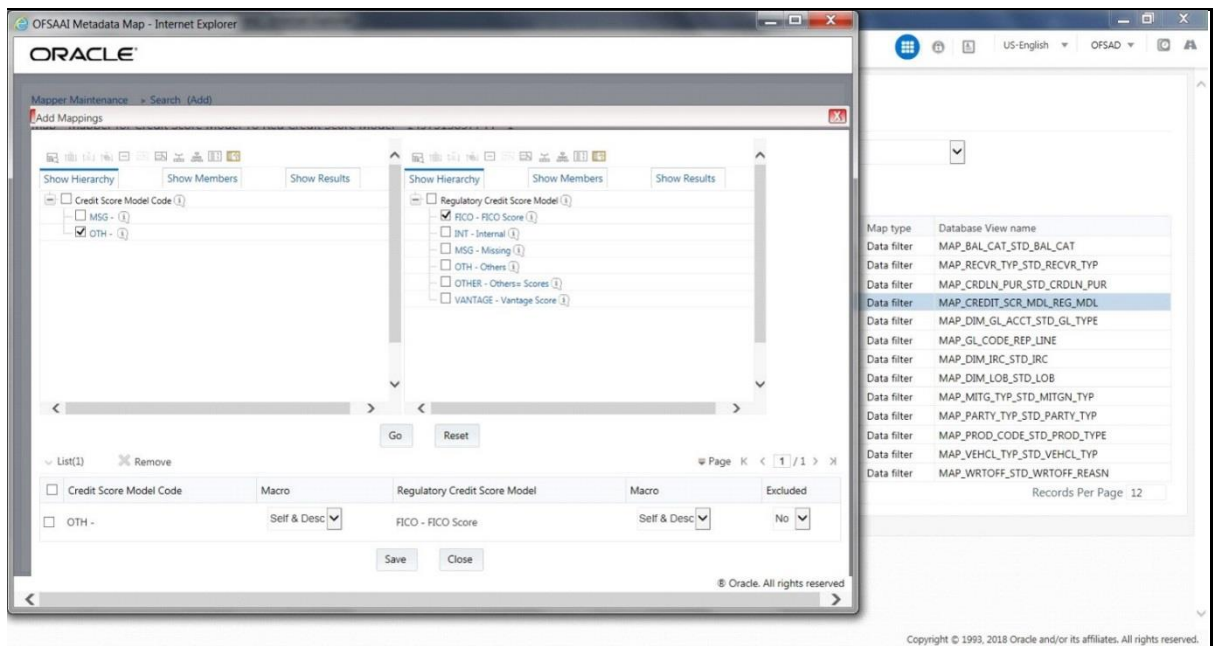 OFSAAI Metadata Map - Internet Explorer
ORACLE
US-English
OFSAD
Mapper Maintenance > Search (Add)
Add Mappings
Show Hierarchy Show Members Show Results
Credit Score Model Code
MSG -
OTH -
Show Hierarchy Show Members Show Results
Regulatory Credit Score Model
FICO - FICO Score
INT - Internal
MSG - Missing
OTH - Others
OTHER - Others= Scores
VANTAGE - Vantage Score
Go Reset
List(1) Remove
Page 1 / 1
Credit Score Model Code Macro Regulatory Credit Score Model Macro Excluded
OTH - Self & Desc FICO - FICO Score Self & Desc No
Save Close
® Oracle. All rights reserved
Map type Database View name
Data filter MAP_BAL_CAT_STD_BAL_CAT
Data filter MAP_RECVR_TYP_STD_RECVR_TYP
Data filter MAP_CRDLN_PUR_STD_CRDLN_PUR
Data filter MAP_CREDIT_SCR_MDL_REG_MDL
Data filter MAP_DIM_GL_ACCT_STD_GL_TYPE
Data filter MAP_GL_CODE_REP_LINE
Data filter MAP_DIM_IRC_STD_IRC
Data filter MAP_DIM_LOB_STD_LOB
Data filter MAP_MITG_TYP_STD_MITGN_TYP
Data filter MAP_PARTY_TYP_STD_PARTY_TYP
Data filter MAP_PROD_CODE_STD_PROD_TYPE
Data filter MAP_VEHCL_TYP_STD_VEHCL_TYP
Data filter MAP_WRTOFF_STD_WRTOFF_REASN
Records Per Page 12
Copyright © 1993, 2018 Oracle and/or its affiliates. All rights reserved.